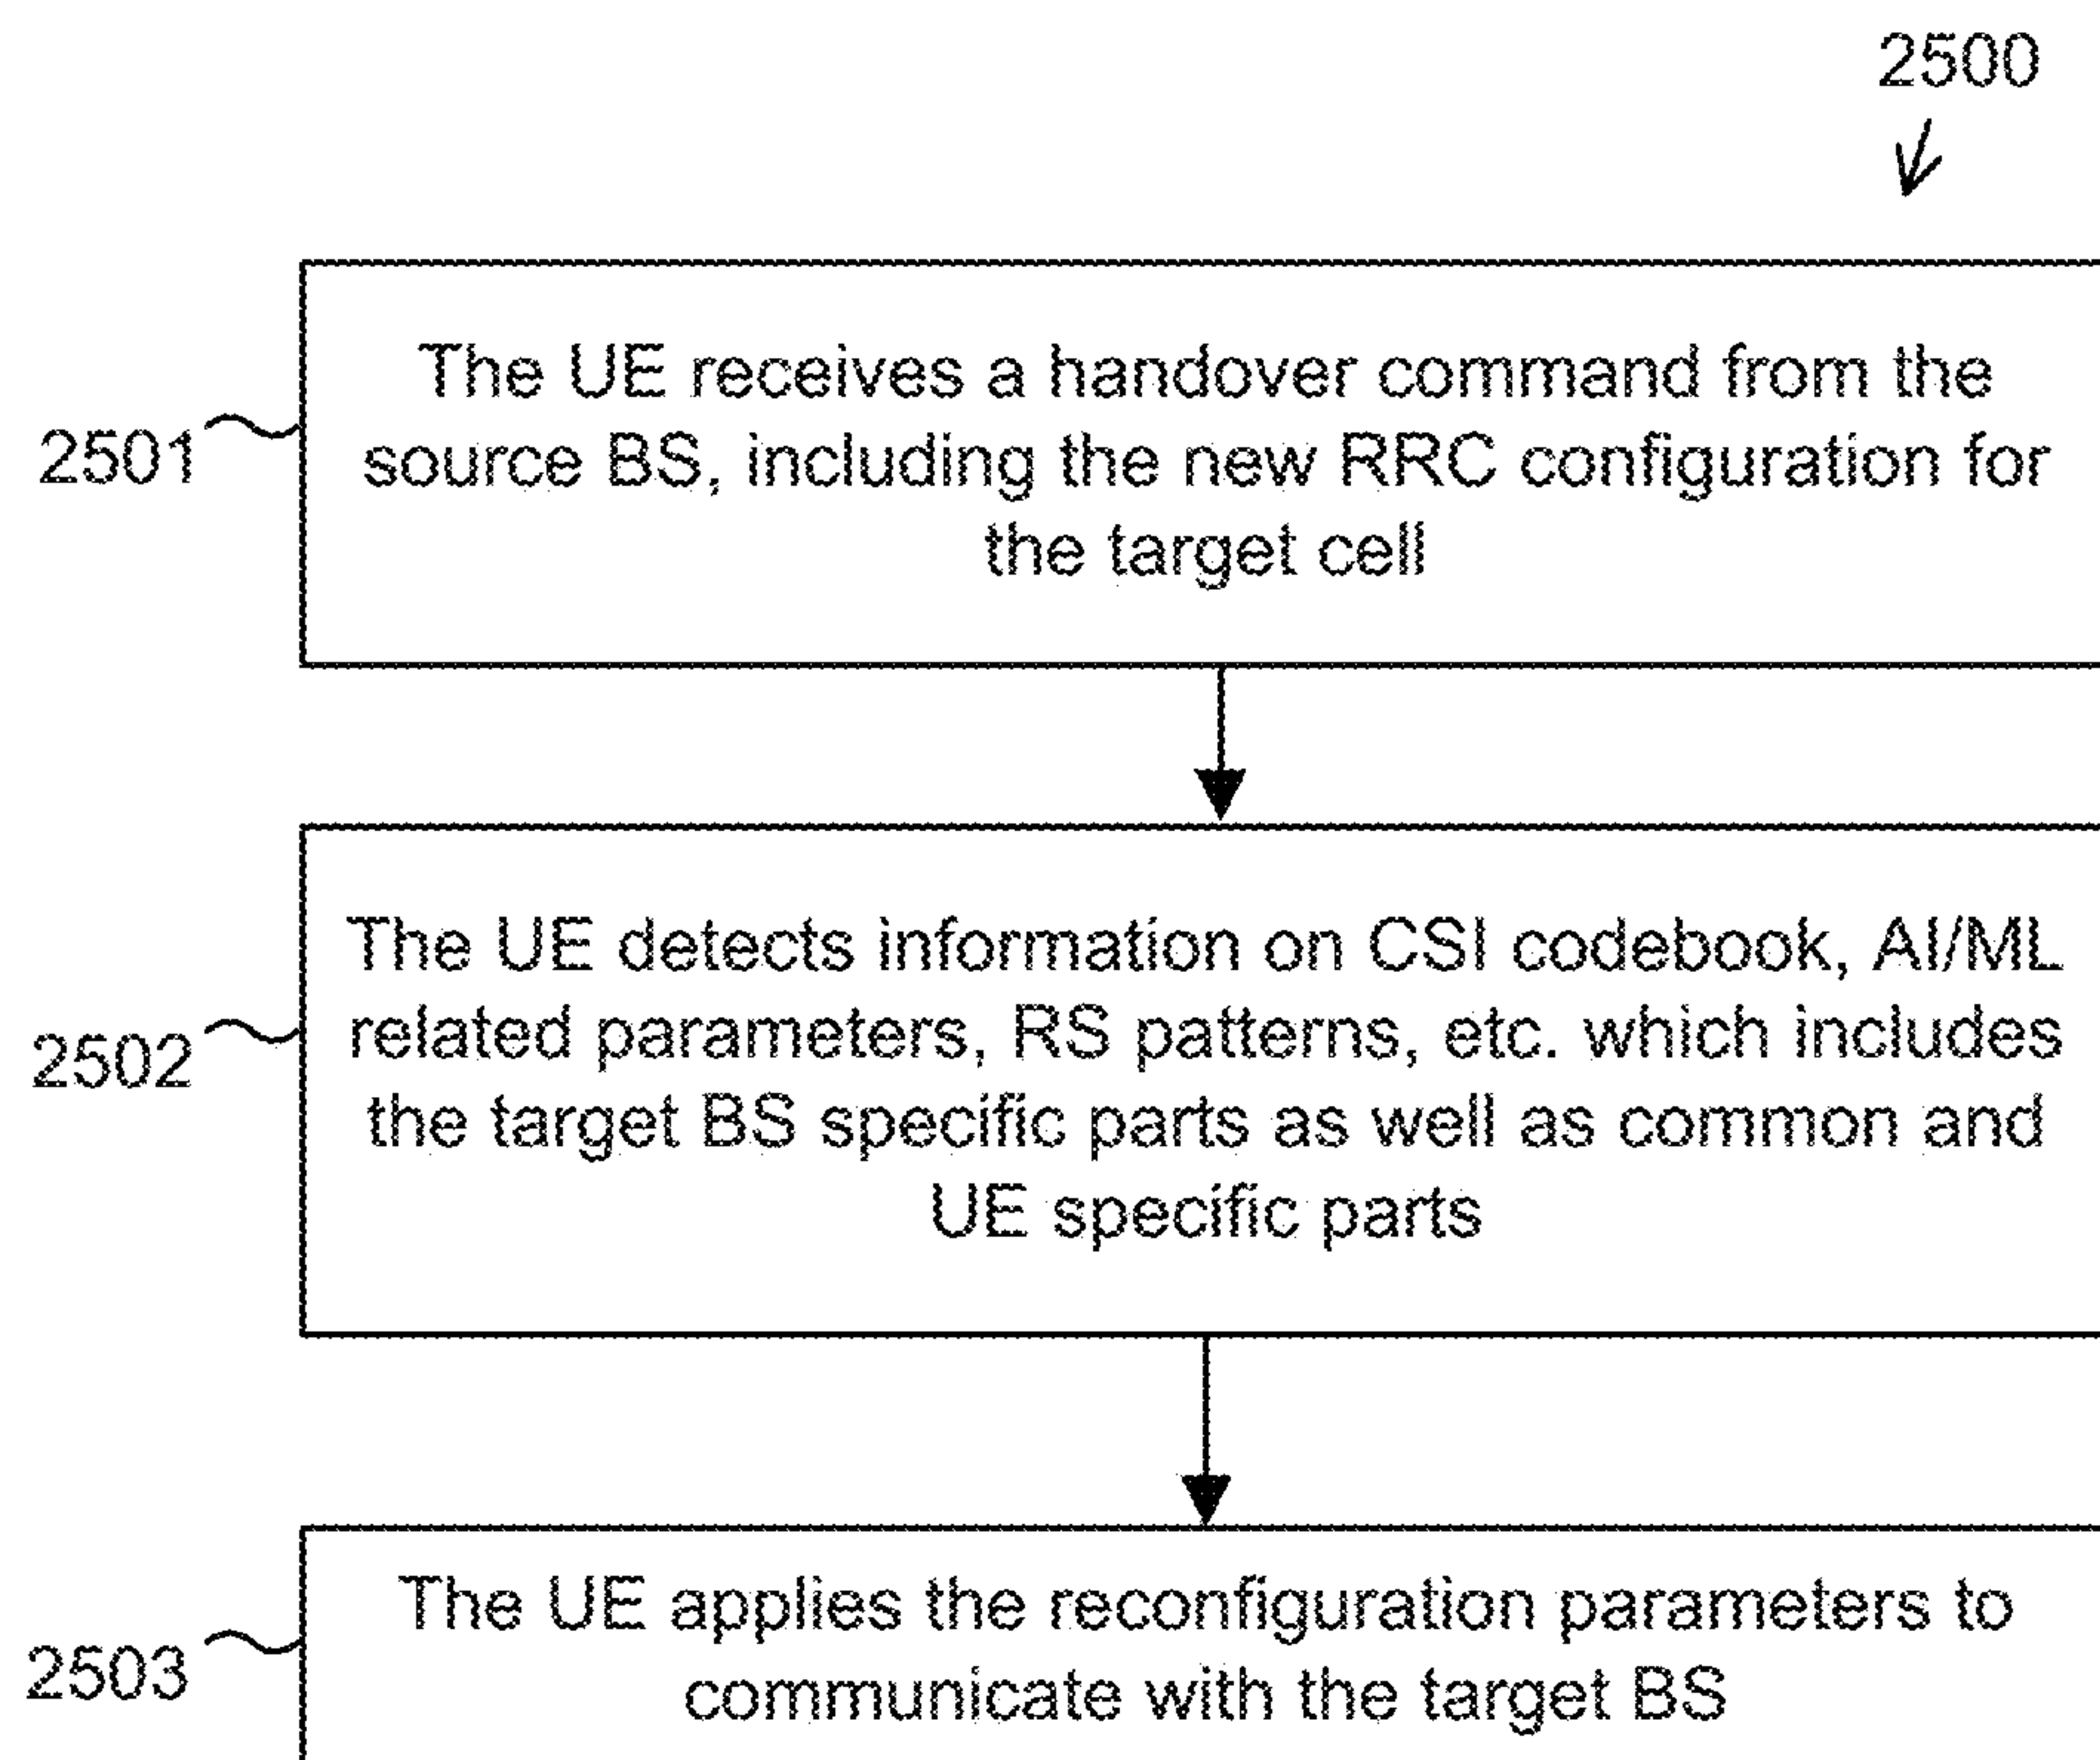 2500
The UE receives a handover command from the
2501
source BS, including the new RRC configuration for
the target cell
The UE detects information on CSI codebook, AI/ML
related parameters, RS patterns, etc. which includes
2502
the target BS specific parts as well as common and
UE specific parts
The UE applies the reconfiguration parameters to
2503
communicate with the target BS